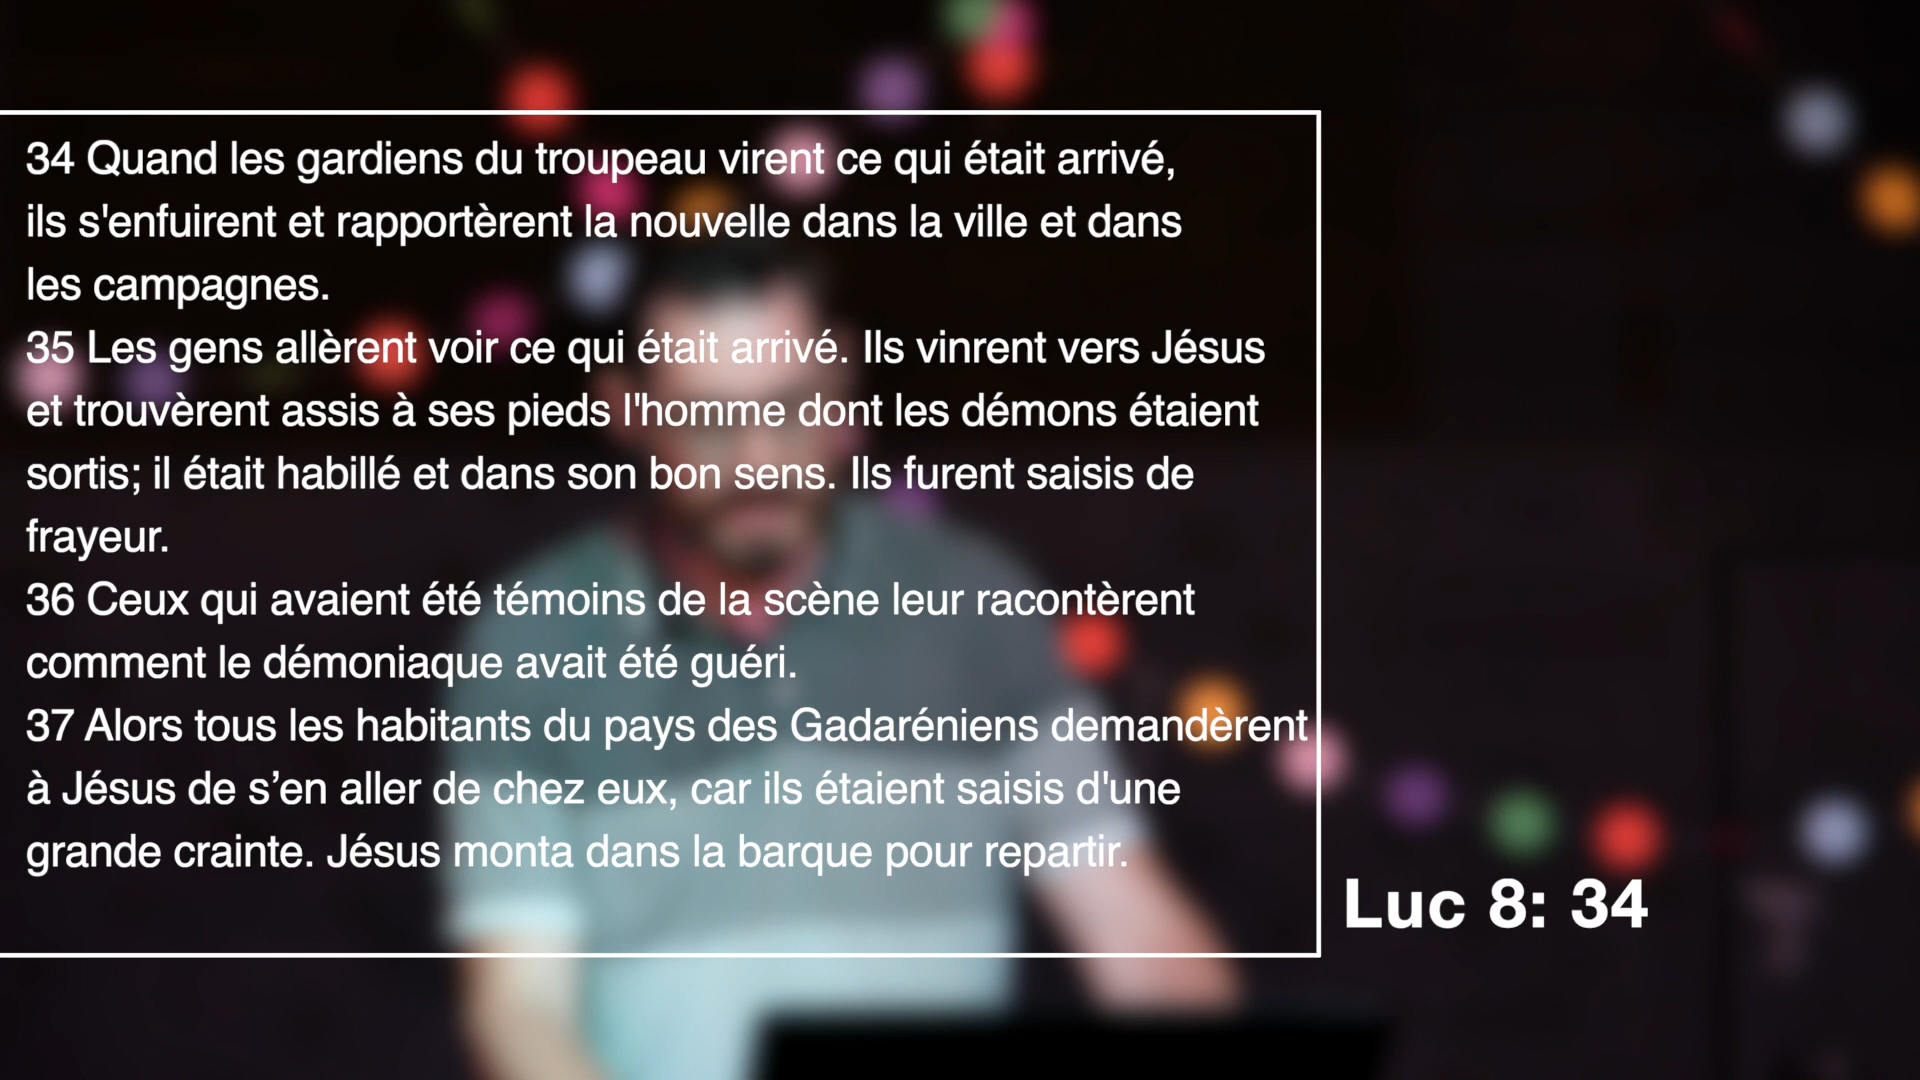 34 Quand les gardiens du troupeau virent ce qui était arrivé,
ils s'enfuirent et rapportèrent la nouvelle dans la ville et dans
les campagnes.
35 Les gens allèrent voir ce qui était arrivé. Ils vinrent vers Jésus
et trouvèrent assis à ses pieds l'homme dont les démons étaient
sortis; il était habillé et dans son bon sens. Ils furent saisis de
frayeur.
36 Ceux qui avaient été témoins de la scène leur racontèrent
comment le démoniaque avait été guéri.
37 Alors tous les habitants du pays des Gadaréniens demandèrent
à Jésus de s’en aller de chez eux, car ils étaient saisis d'une
grande crainte. Jésus monta dans la barque pour repartir.
Luc 8: 34